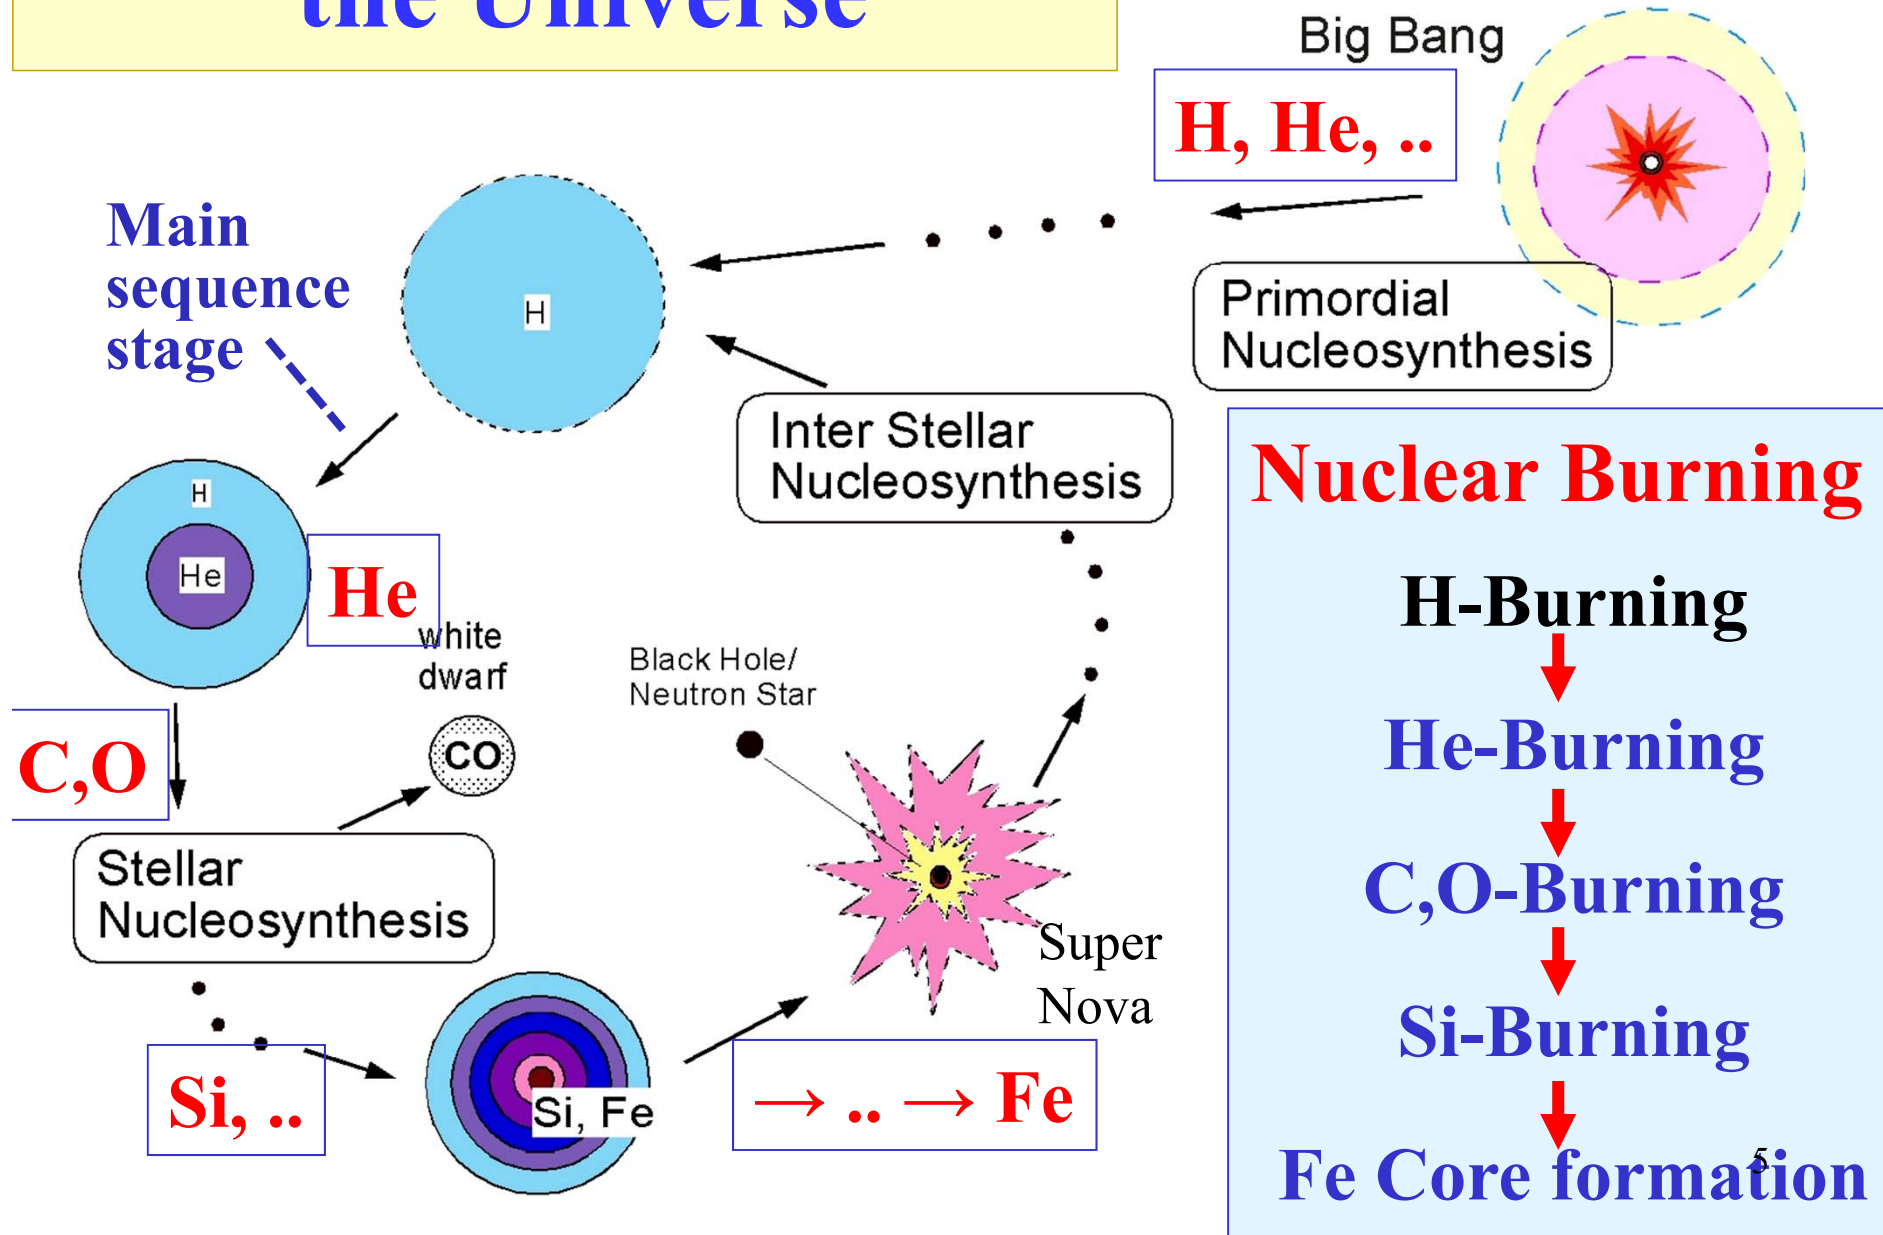 the Universe
Big Bang
H, He, ..
Main
sequence
stage
H
Primordial
Nucleosynthesis
Inter Stellar
Nucleosynthesis
H
He
He
white
dwarf
CO
C,O
Black Hole/
Neutron Star
Stellar
Nucleosynthesis
Super
Nova
Si, ..
Si, Fe
→ .. → Fe
Nuclear Burning
H-Burning
He-Burning
C,O-Burning
Si-Burning
Fe Core formation
5